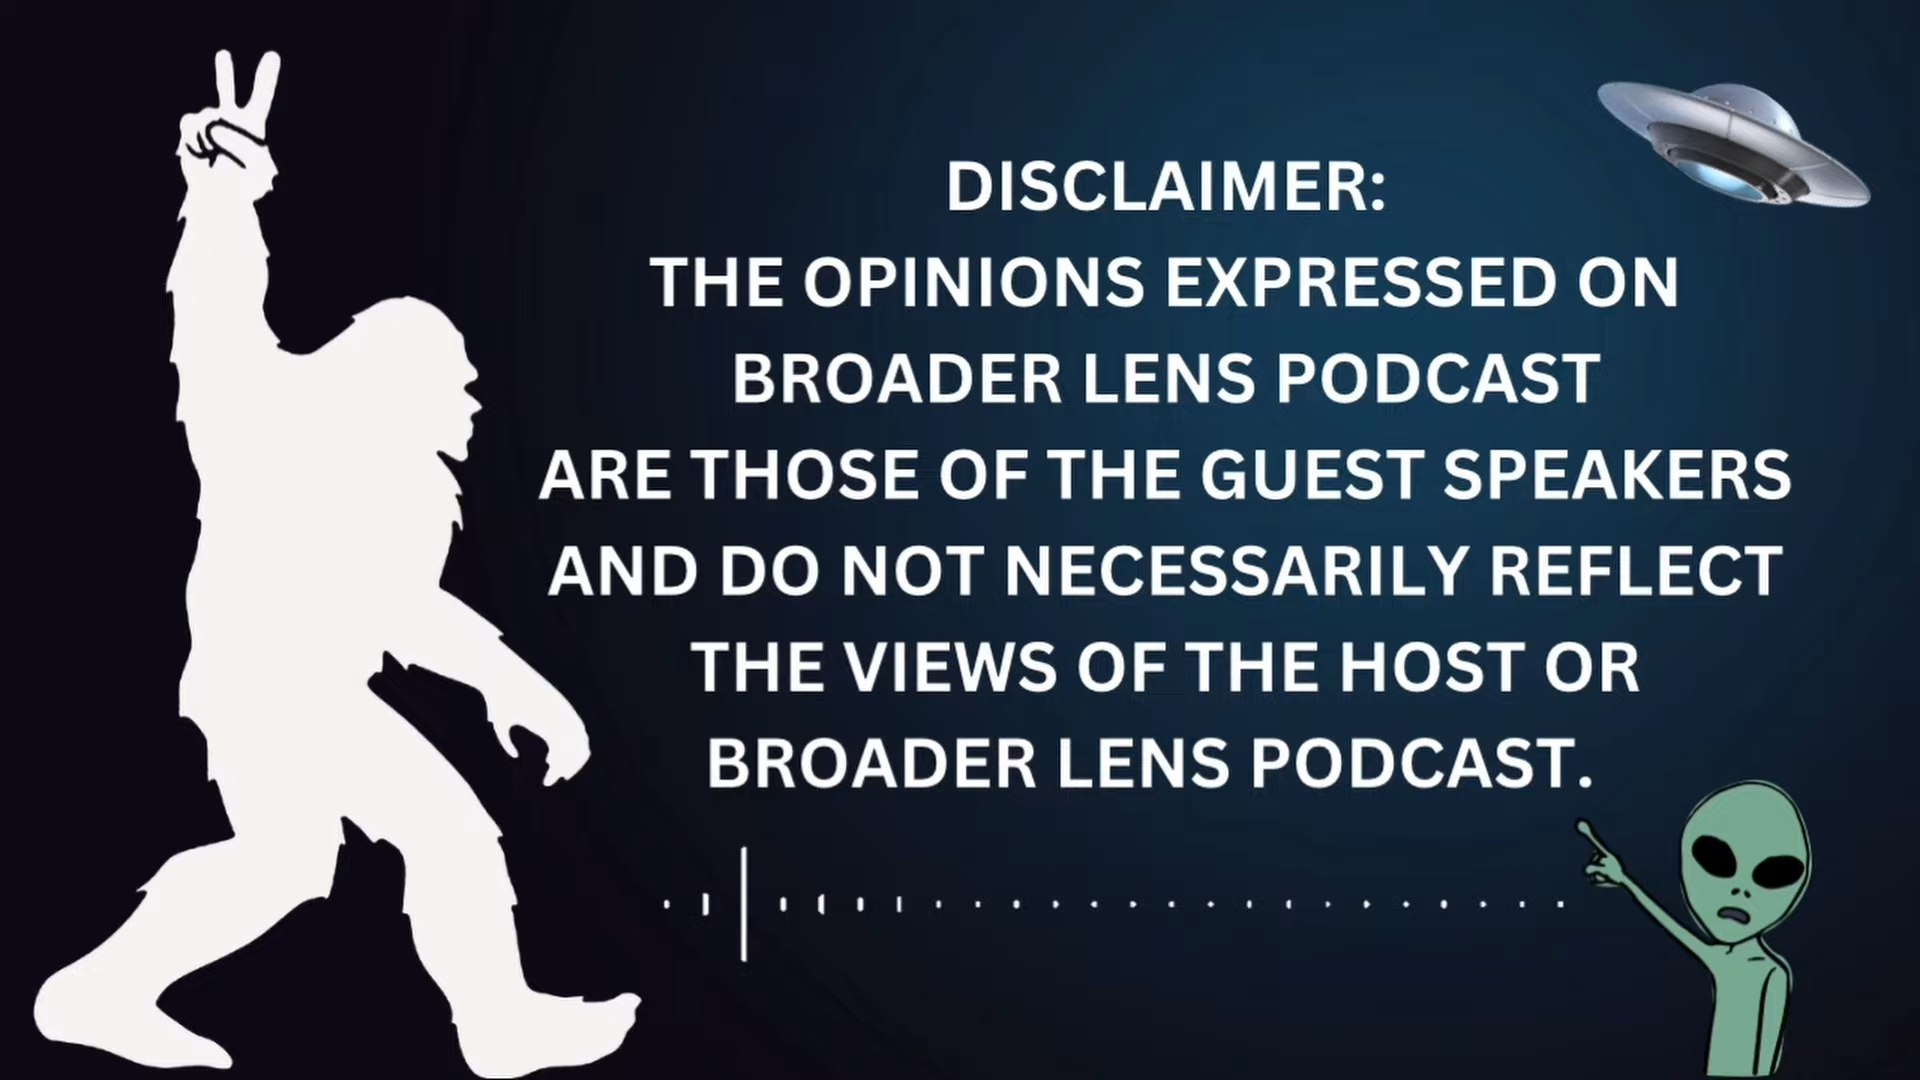 DISCLAIMER:
THE OPINIONS EXPRESSED ON
BROADER LENS PODCAST
ARE THOSE OF THE GUEST SPEAKERS
AND DO NOT NECESSARILY REFLECT
THE VIEWS OF THE HOST OR
BROADER LENS PODCAST.